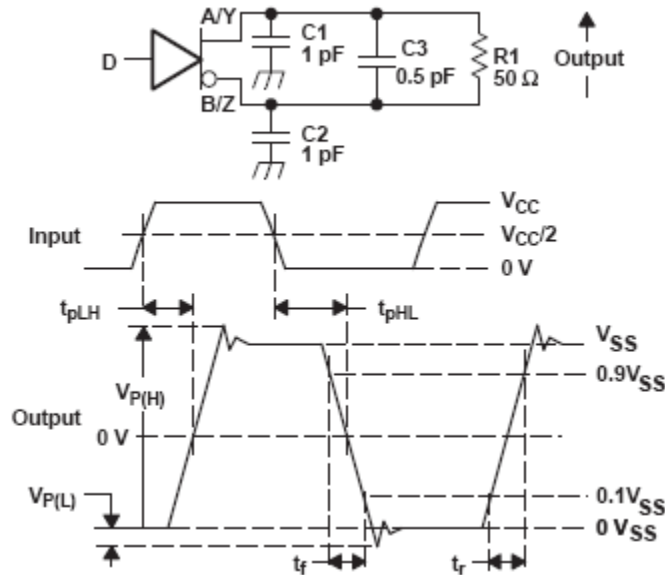 A/Y
C1
1 pF
C3
0.5 pF
R1
50 Ω
Output
D
B/Z
C2
1 pF
Input
VCC
VCC/2
0 V
tpLH
tpHL
VSS
0.9VSS
VP(H)
Output
0 V
VP(L)
0.1VSS
0 VSS
tf
tr